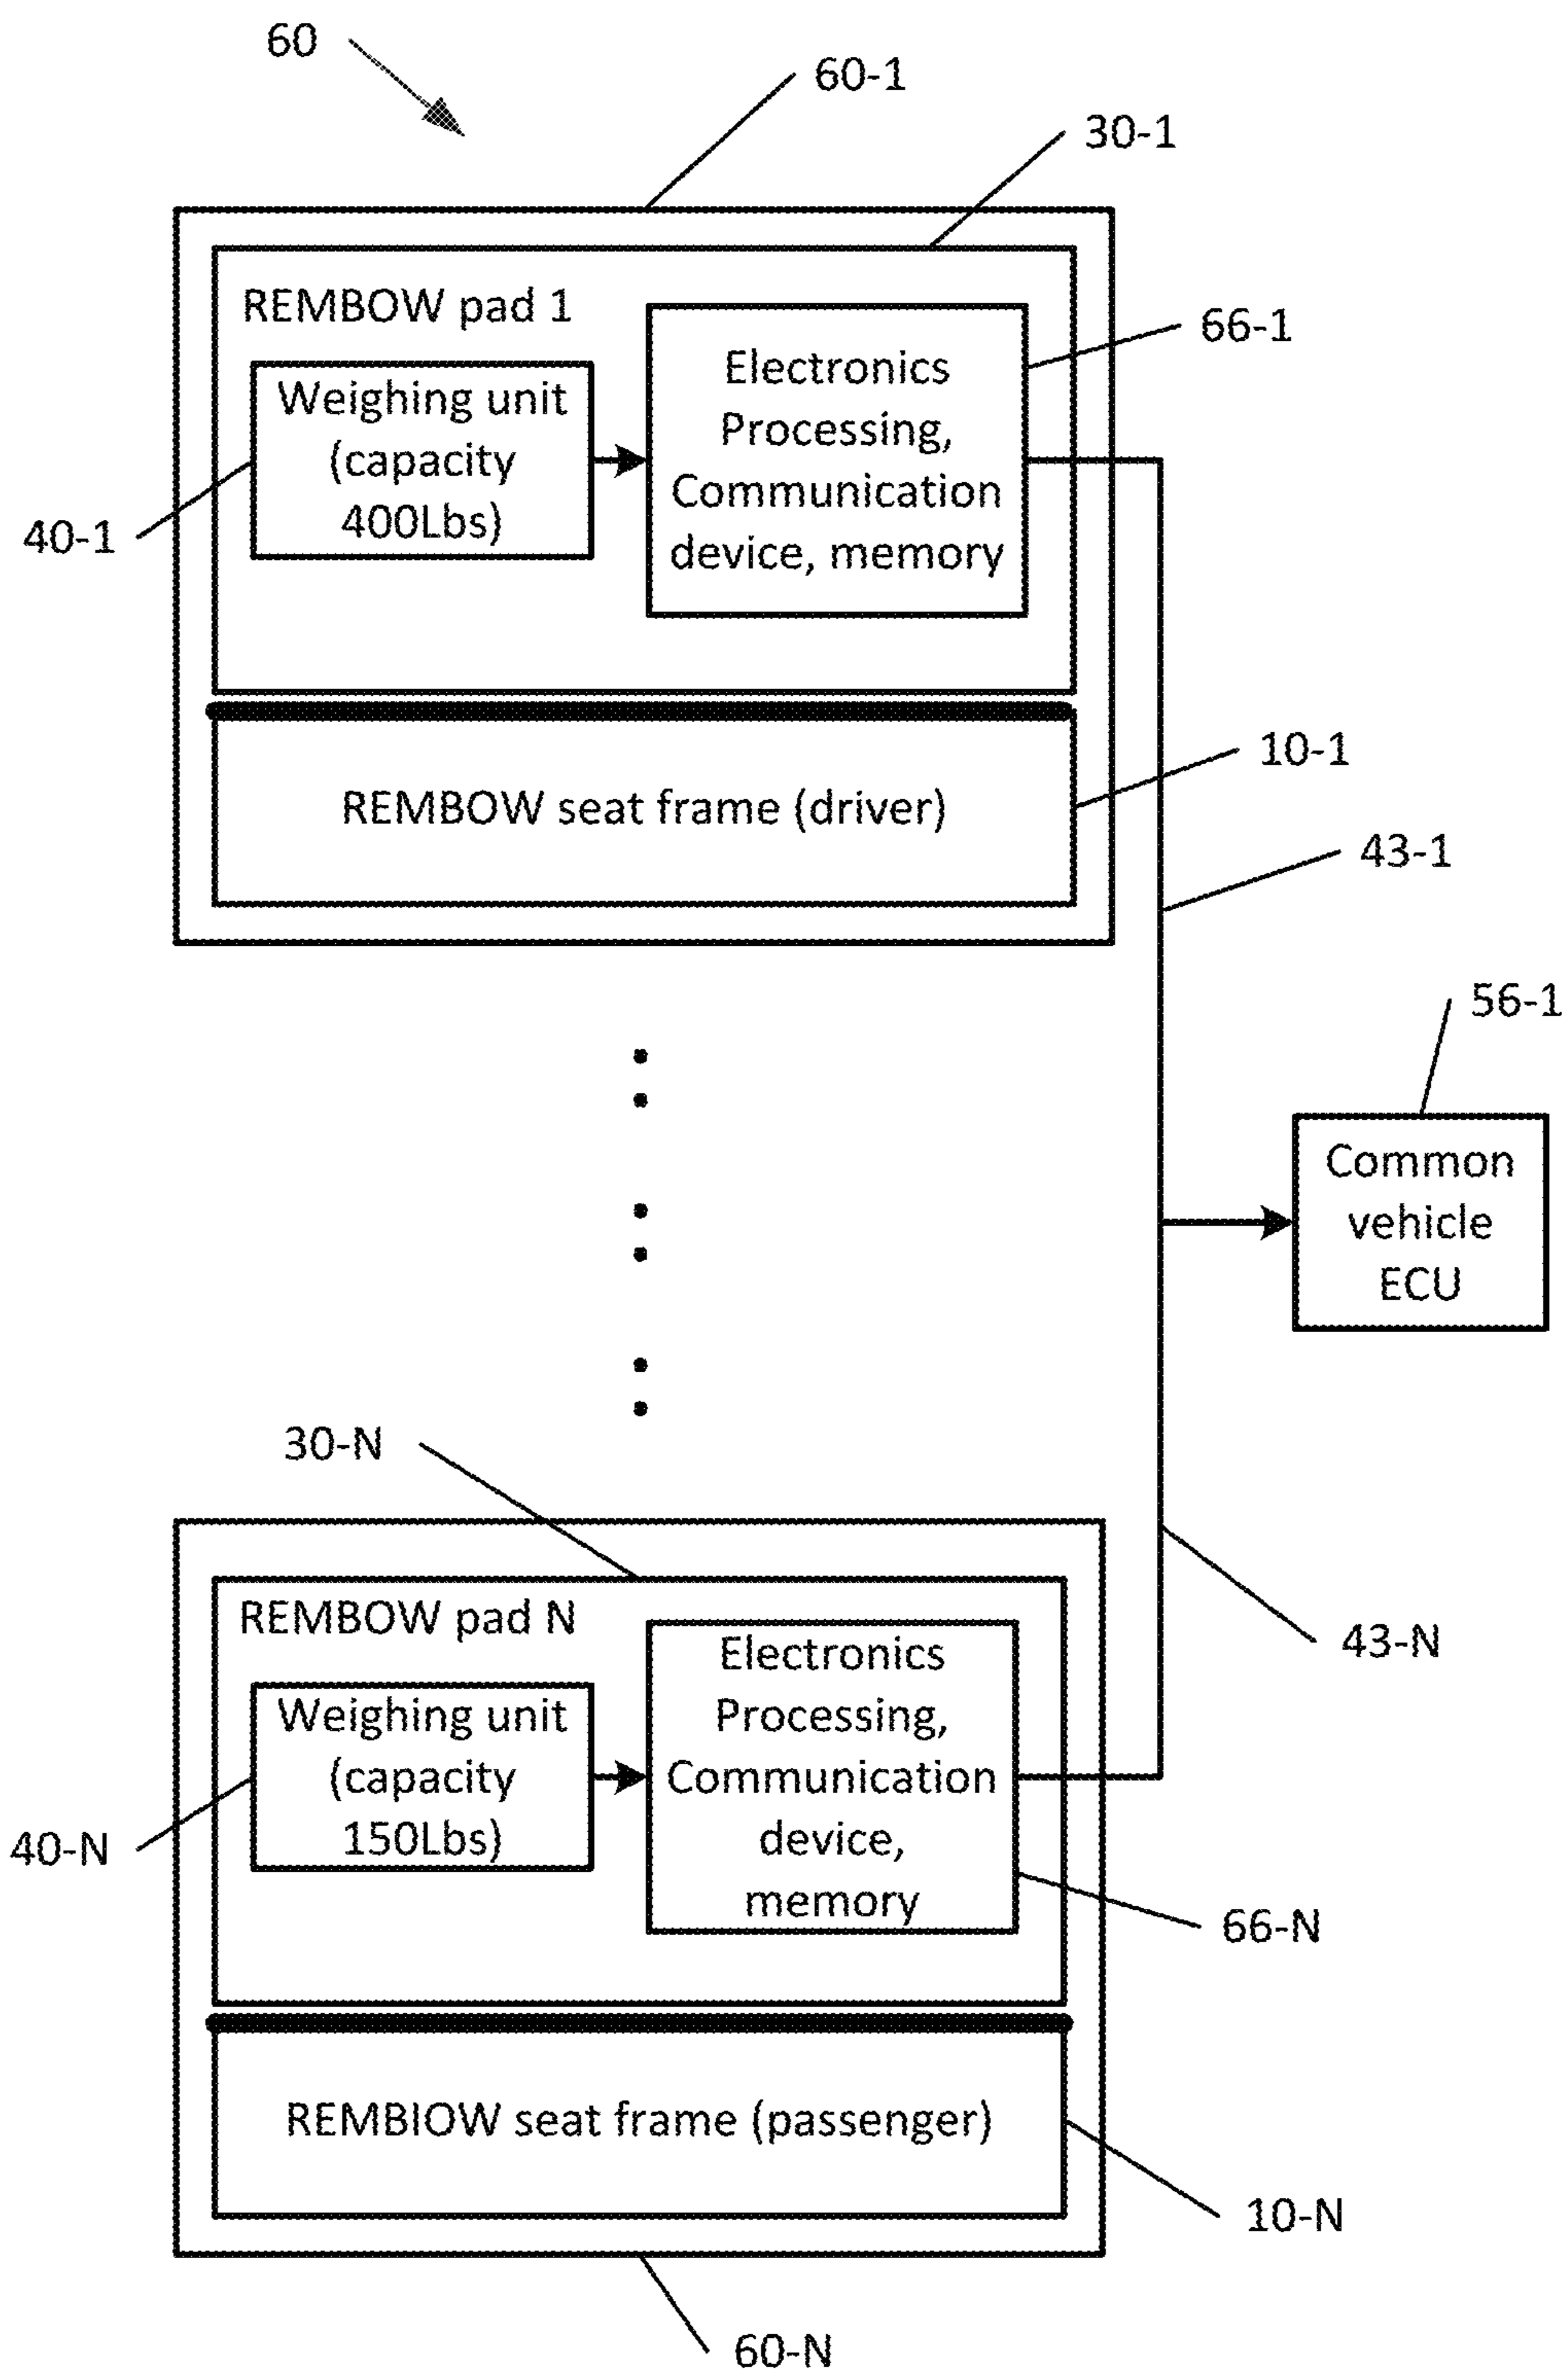 60
60-1
30-1
REMBOW pad 1
66-1
Weighing unit
(capacity
400Lbs)
Electronics
Processing,
Communication
device, memory
40-1
10-1
REMBOW seat frame (driver)
43-1
56-1
Common
vehicle
ECU
30-N
REMBOW pad N
Electronics
Processing,
Communication
device,
memory
43-N
Weighing unit
(capacity
150Lbs)
40-N
66-N
REMBIOW seat frame (passenger)
10-N
60-N